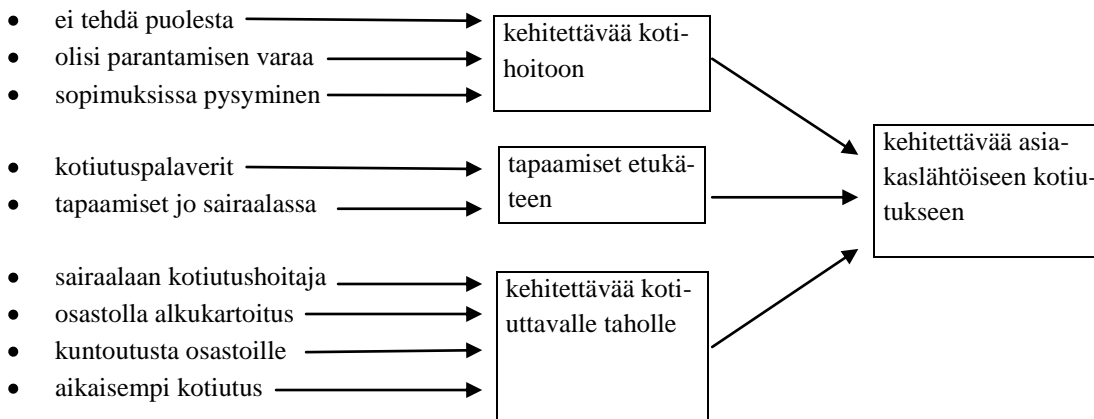 • ei tehdä puolesta
• olisi parantamisen varaa
• sopimuksissa pysyminen
kehitettävää koti-
hoitoon
• kotiutuspalaverit
• tapaamiset jo sairaalassa
tapaamiset etukä-
teen
• sairaalaan kotiutushoitaja
• osastolla alkukartoitus
• kuntoutusta osastoille
• aikaisempi kotiutus
kehitettävää koti-
uttavalle taholle
kehitettävää asia-
kaslähtöiseen kotiu-
tukseen